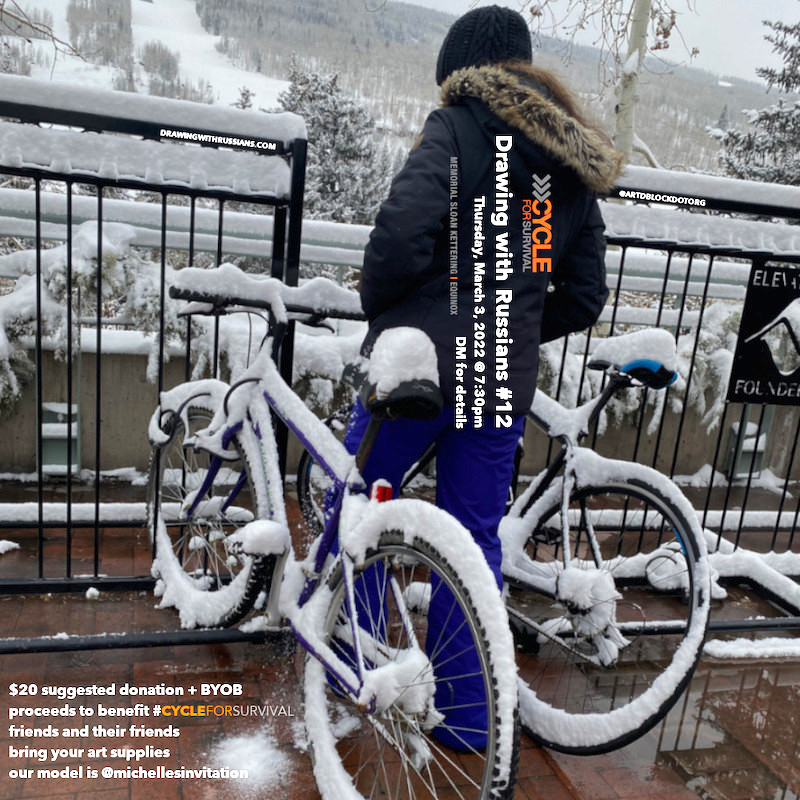 DRAWINGWITHRUSSIANS.COM
@ARTDBLOCKDOTORG
CYCLE
FORSURVIVAL
Drawing with Russians #12
Thursday, March 3, 2022 @ 7:30pm
DM for details
MEMORIAL SLOAN KETTERING | EQUINOX
ELEV
FOUNDE
$20 suggested donation + BYOB
proceeds to benefit #CYCLEFORSURVIVAL
friends and their friends
bring your art supplies
our model is @michellesinvitation